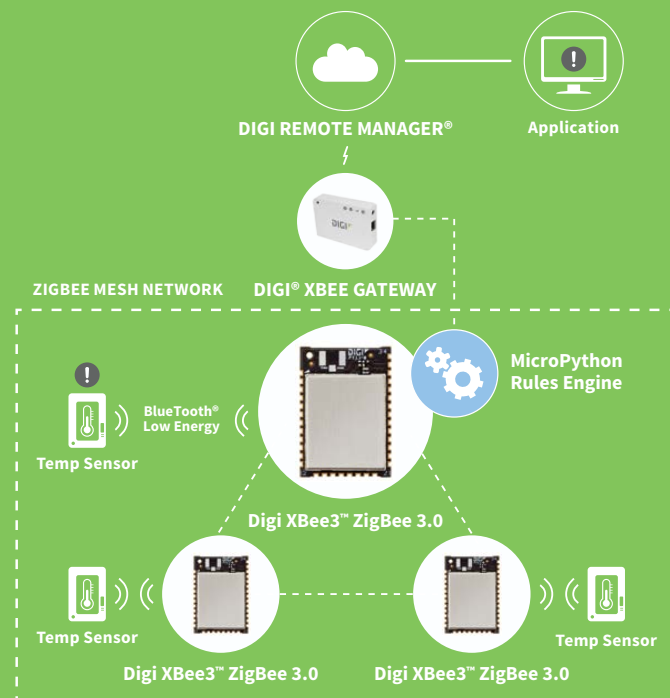 DIGI REMOTE MANAGER®
Application
!
DIGI
ZIGBEE MESH NETWORK
DIGI® XBEE GATEWAY
!
BlueTooth®
Low Energy
Temp Sensor
DIGI
MicroPython
Rules Engine
Digi XBee3™ ZigBee 3.0
Temp Sensor
Temp Sensor
Digi XBee3™ ZigBee 3.0
Digi XBee3™ ZigBee 3.0